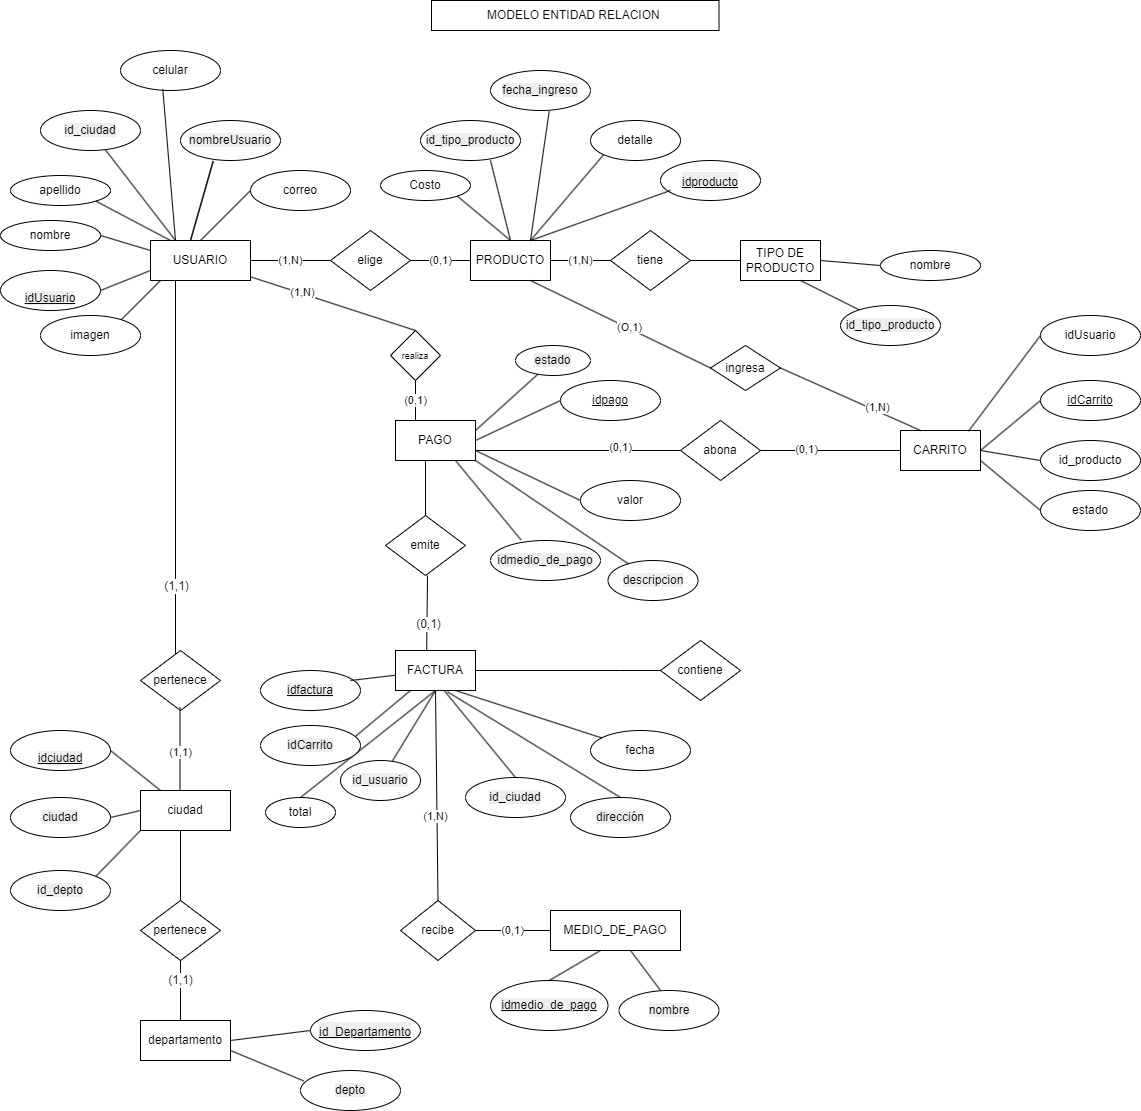 MODELO ENTIDAD RELACION
celular
fecha_ingreso
id_ciudad
nombreUsuario
id_tipo_producto
detalle
apellido
correo
Costo
idproducto
nombre
USUARIO
(1,N)
elige
(0,1)
PRODUCTO
(1,N)
tiene
TIPO DE
PRODUCTO
nombre
idUsuario
(1,N)
imagen
(O,1)
id_tipo_producto
idUsuario
realiza
estado
ingresa
(0,1)
idpago
(1,N)
idCarrito
PAGO
(0,1)
abona
(0,1)
CARRITO
id_producto
valor
estado
emite
idmedio_de_pago
descripcion
(1,1)
(0,1)
pertenece
FACTURA
contiene
idfactura
(1,1)
idciudad
idCarrito
fecha
id_usuario
id_ciudad
total
dirección
ciudad
ciudad
(1,N)
id_depto
pertenece
recibe
(0,1)
MEDIO_DE_PAGO
(1,1)
idmedio_de_pago
nombre
departamento
id_Departamento
depto